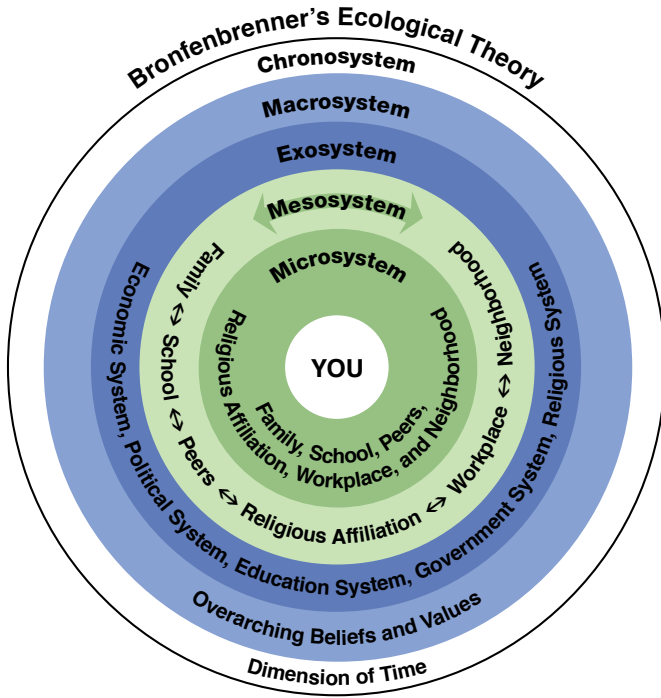 Bronfenbrenner's Ecological Theory
Chronosystem
Macrosystem
Exosystem
Mesosystem
Microsystem
YOU
Family, School, Peers,
Religious Affiliation, Workplace, and Neighborhood
Family ↔ School ↔ Peers ↔ Religious Affiliation ↔ Workplace ↔ Neighborhood
Economic System, Political System, Education System, Government System, Religious System
Overarching Beliefs and Values
Dimension of Time